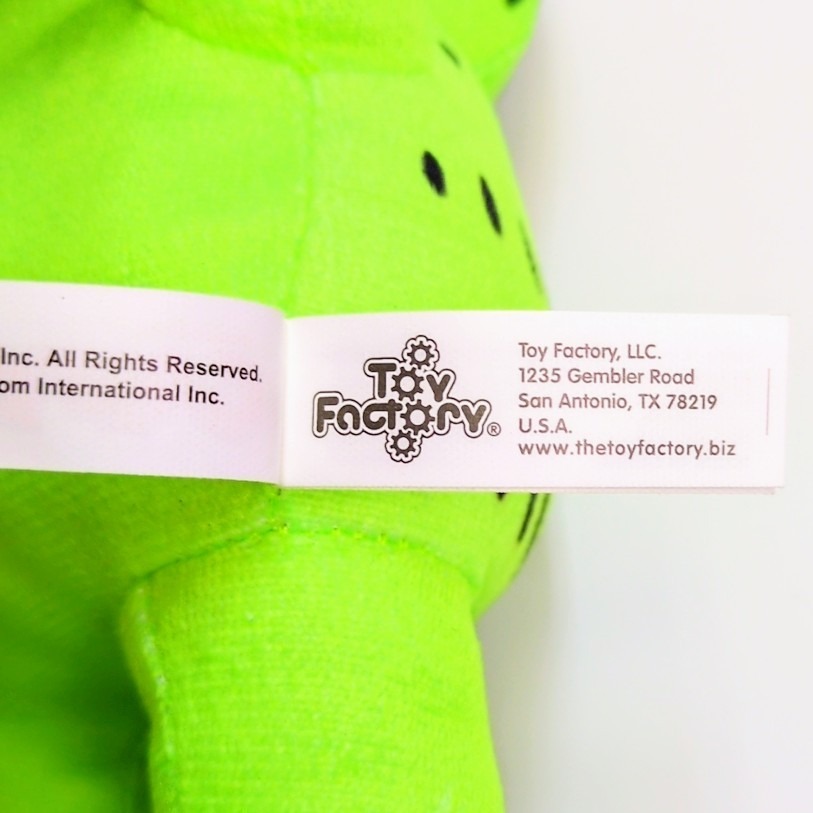 Inc. All Rights Reserved.
om International Inc.
Toy
Factory®
Toy Factory, LLC.
1235 Gembler Road
San Antonio, TX 78219
U.S.A.
www.thetoyfactory.biz